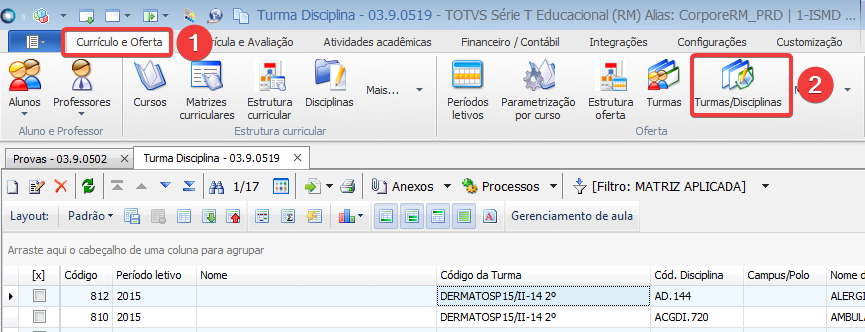 Turma Disciplina - 03.9.0519 - TOTVS Série T Educacional (RM) Alias: CorporeRM_PRD | 1-ISMD
Currículo e Oferta 1 rícula e Avaliação Atividades acadêmicas Financeiro / Contábil Integrações Configurações Customização
Alunos Professores Cursos Matrizes curriculares Estrutura curricular Disciplinas Mais... Períodos letivos Parametrização por curso Estrutura oferta Turmas Turmas/Disciplinas 2
Aluno e Professor Estrutura curricular Oferta
Provas - 03.9.0502 Turma Disciplina - 03.9.0519
1/17 Anexos Processos [Filtro: MATRIZ APLICADA]
Layout: Padrão A Gerenciamento de aula
Arraste aqui o cabeçalho de uma coluna para agrupar
[x] Código Período letivo Nome Código da Turma Cód. Disciplina Campus/Polo Nome d
812 2015 DERMATOSP15/II-14 2º AD.144 ALERGI
810 2015 DERMATOSP15/II-14 2º ACGDI.720 AMBUL